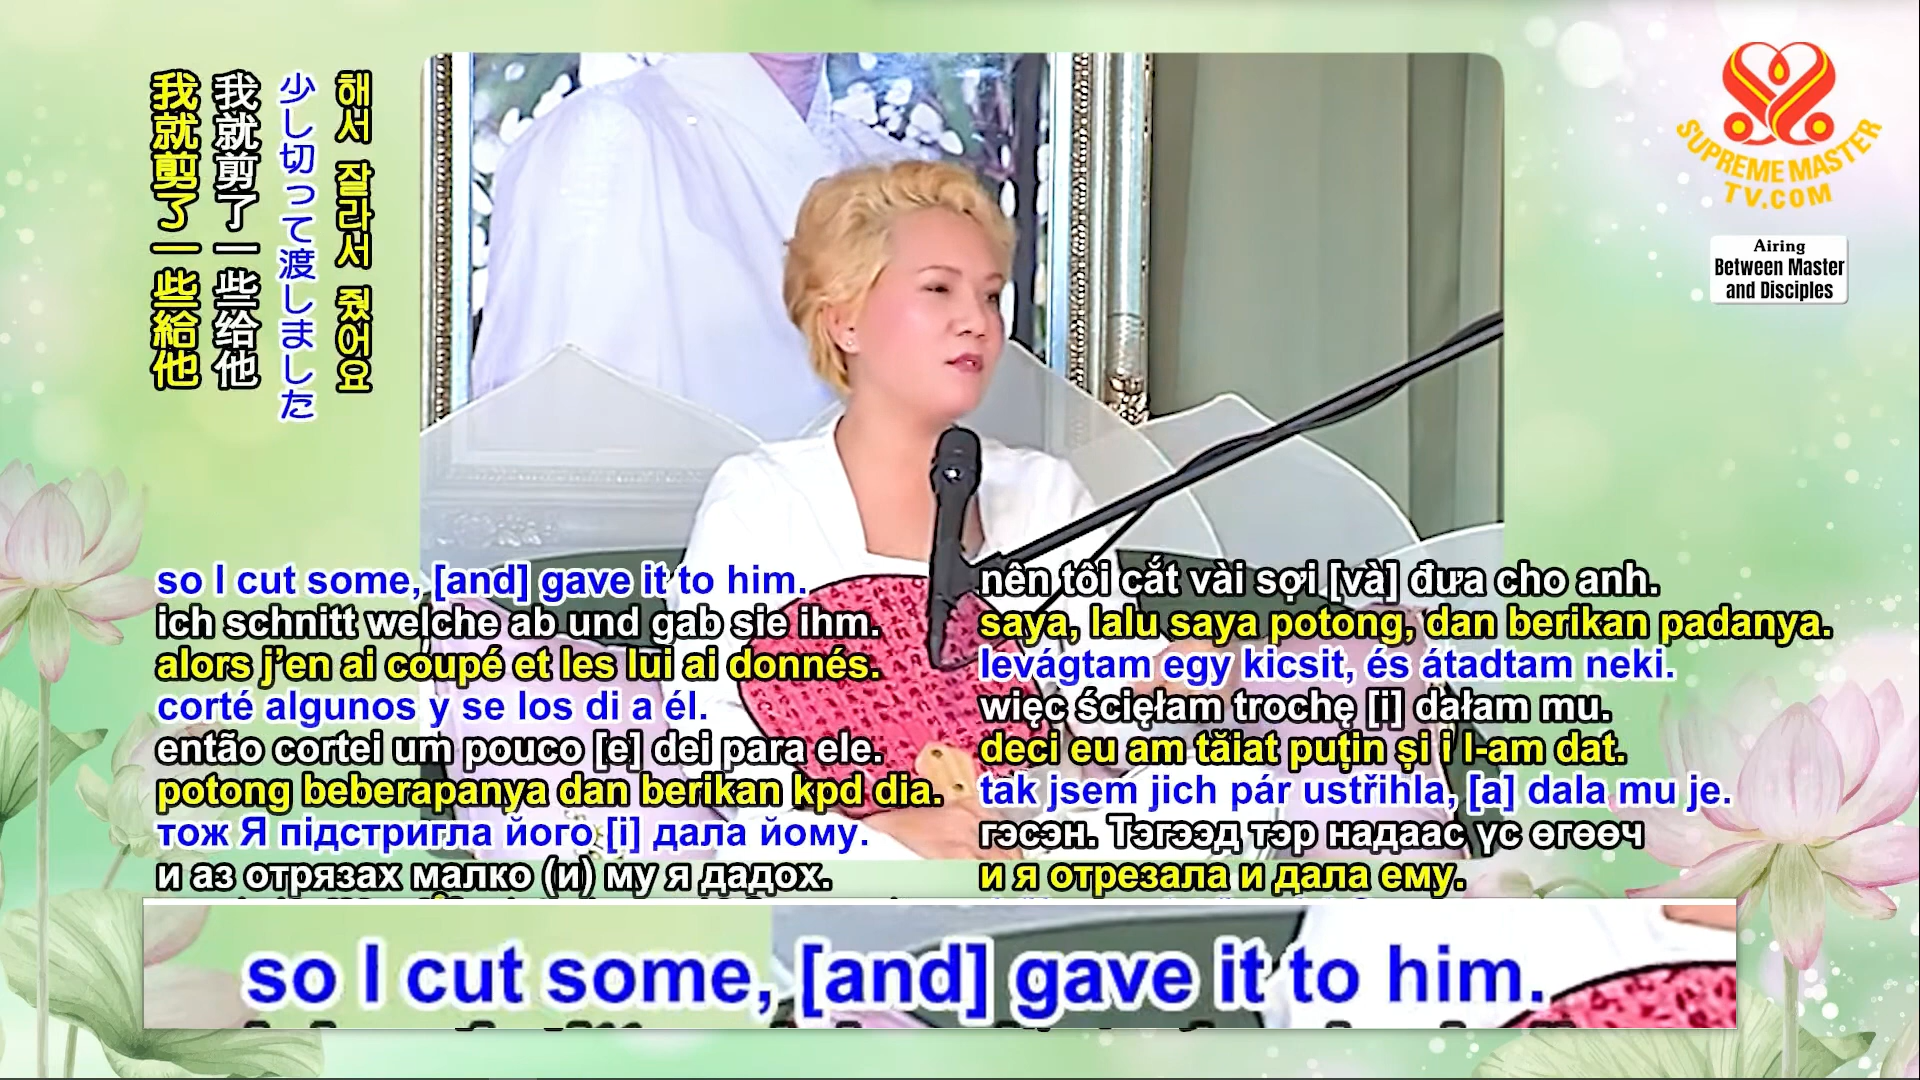 我就剪了一些給他
我就剪了一些给他
少し切って渡しました
해서 잘라서 줬어요
SUPREME MASTER
TV.COM
Airing
Between Master
and Disciples
so I cut some, [and] gave it to him.
ich schnitt welche ab und gab sie ihm.
alors j'en ai coupé et les lui ai donnés.
corté algunos y se los di a él.
então cortei um pouco [e] dei para ele.
potong beberapanya dan berikan kpd dia.
тож Я підстригла його [і] дала йому.
и аз отрязах малко (и) му я дадох.
nên tôi cắt vài sợi [và] đưa cho anh.
saya, lalu saya potong, dan berikan padanya.
levágtam egy kicsit, és átadtam neki.
więc ścięłam trochę [i] dałam mu.
deci eu am tăiat puțin și i l-am dat.
tak jsem jich pár ustřihla, [a] dala mu je.
гэсэн. Тэгээд тэр надаас үс өгөөч
и я отрезала и дала ему.
so I cut some, [and] gave it to him.